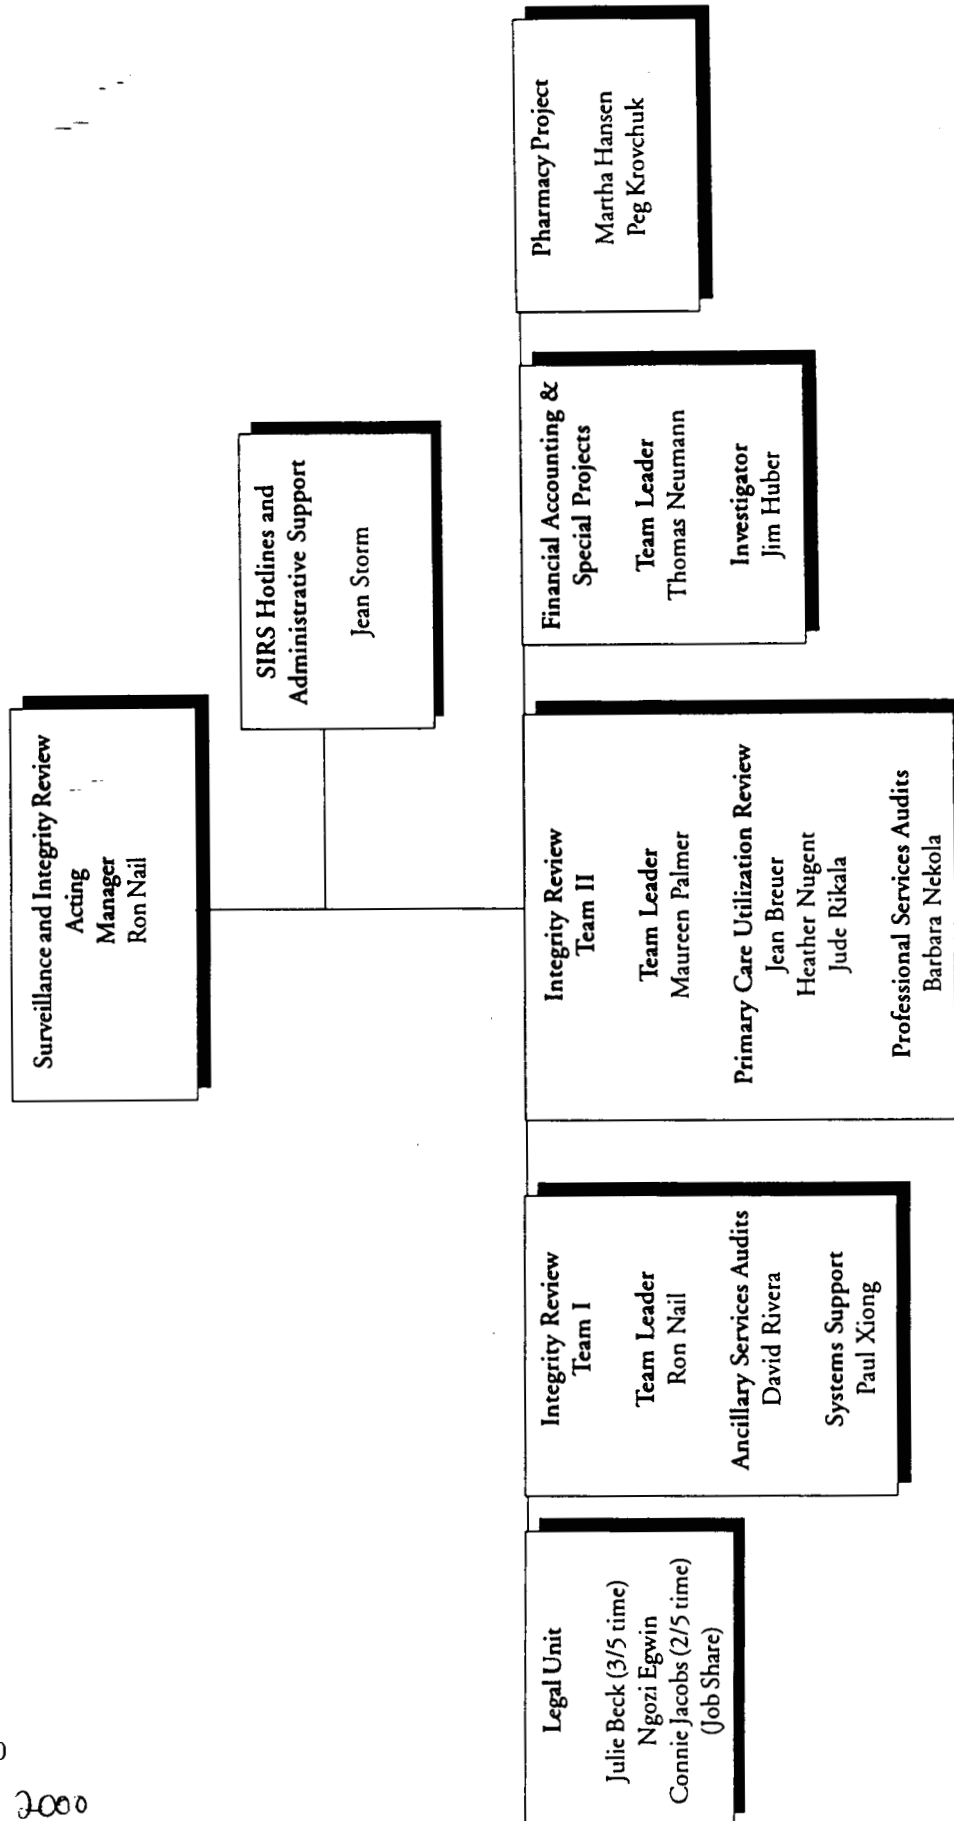 Surveillance and Integrity Review
Acting
Manager
Ron Nail
SIRS Hotlines and
Administrative Support
Jean Storm
Legal Unit
Julie Beck (3/5 time)
Ngozi Egwin
Connie Jacobs (2/5 time)
(Job Share)
Integrity Review
Team I
Team Leader
Ron Nail
Ancillary Services Audits
David Rivera
Systems Support
Paul Xiong
Integrity Review
Team II
Team Leader
Maureen Palmer
Primary Care Utilization Review
Jean Breuer
Heather Nugent
Jude Rikala
Professional Services Audits
Barbara Nekola
Financial Accounting &
Special Projects
Team Leader
Thomas Neumann
Investigator
Jim Huber
Pharmacy Project
Martha Hansen
Peg Krovchuk
0
2000